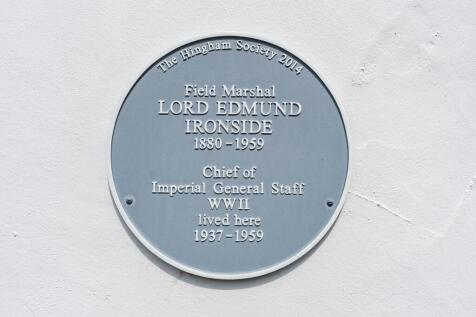 The Hingham Society 2014
Field Marshal
LORD EDMUND
IRONSIDE
1880 - 1959
Chief of
Imperial General Staff
WWII
lived here
1937 - 1959